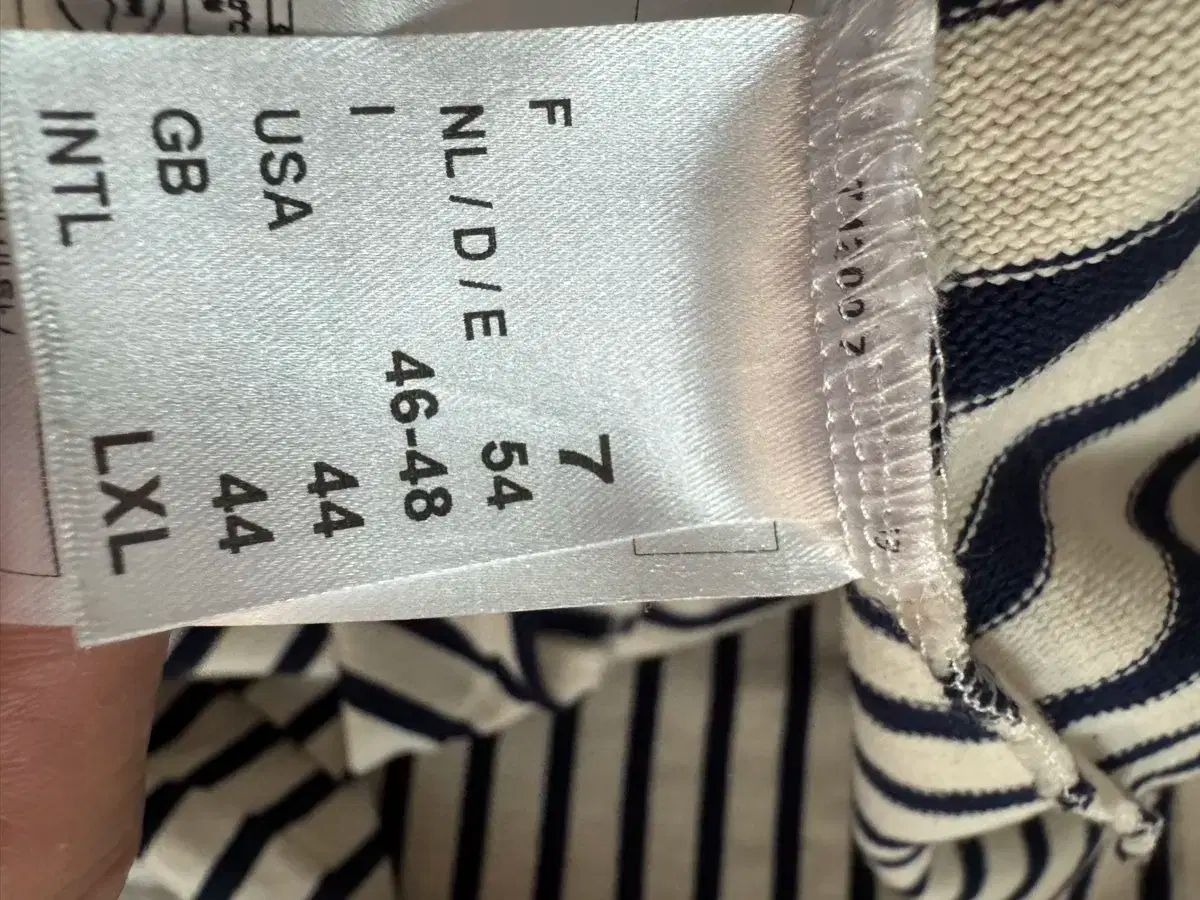 F 7
NL / D / E 54
I 46-48
USA 44
GB 44
INTL LXL